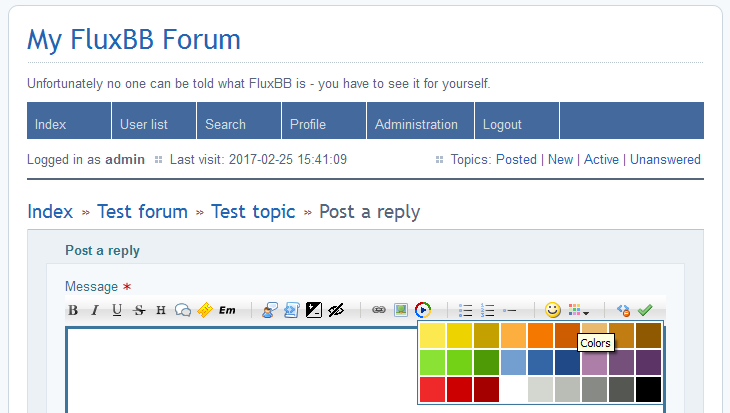 My FluxBB Forum
Unfortunately no one can be told what FluxBB is - you have to see it for yourself.
Index User list Search Profile Administration Logout
Logged in as admin Last visit: 2017-02-25 15:41:09 Topics: Posted | New | Active | Unanswered
Index » Test forum » Test topic » Post a reply
Post a reply
Message *
B I U S H Em
Colors